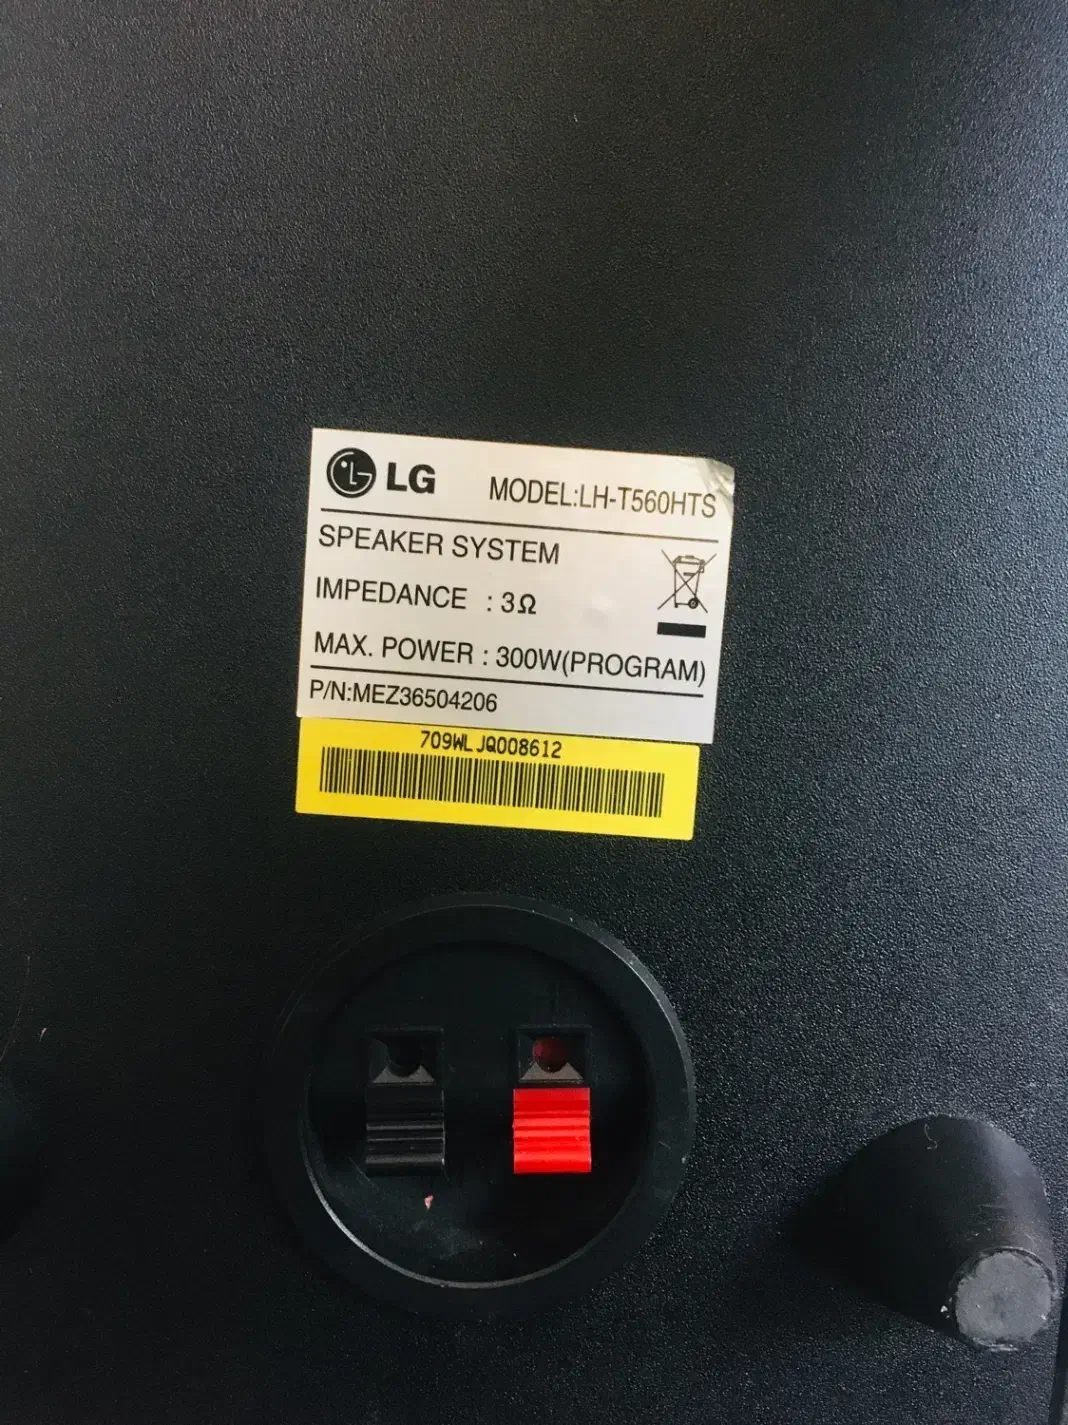 LG MODEL:LH-T560HTS
SPEAKER SYSTEM
IMPEDANCE : 3Ω
MAX. POWER : 300W(PROGRAM)
P/N:MEZ36504206
709WLJQ008612